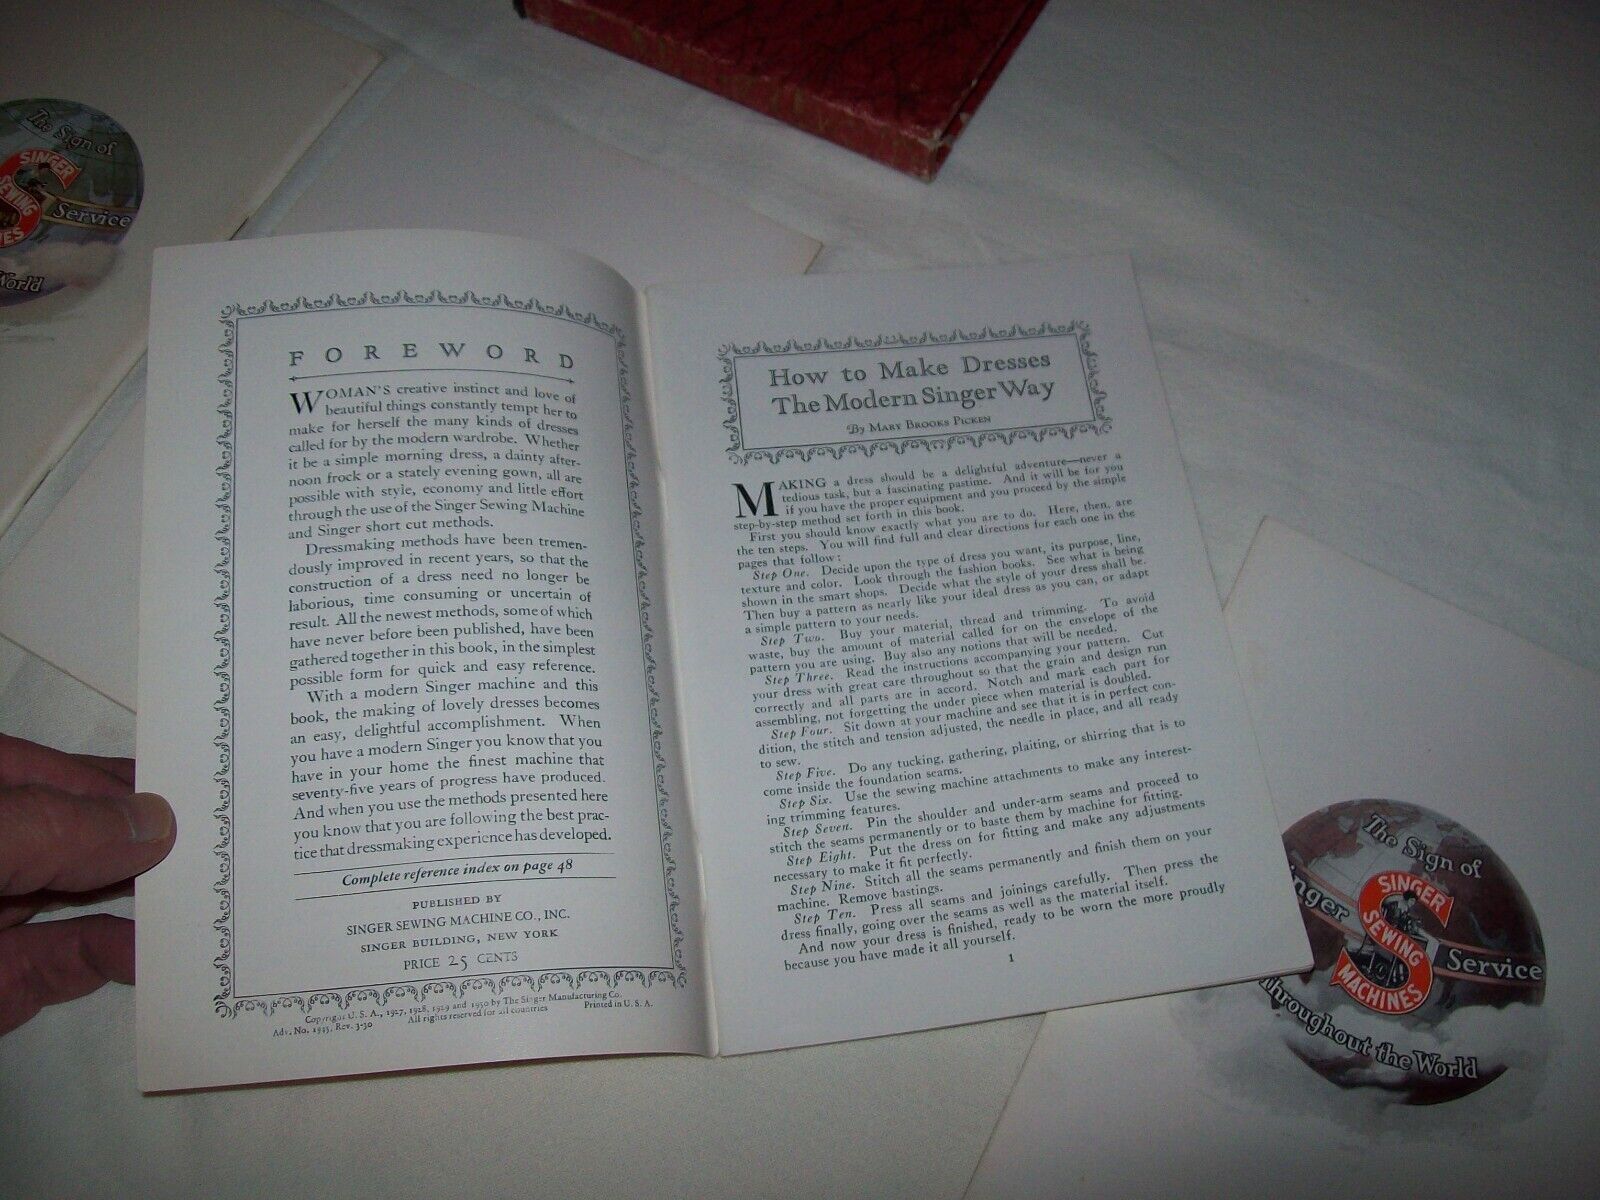 The Sign of
SINGER
SEWING
Service
World
FOREWORD
WOMAN'S creative instinct and love of
beautiful things constantly tempt her to
make for herself the many kinds of dresses
called for by the modern wardrobe. Whether
it be a simple morning dress, a dainty after-
noon frock or a stately evening gown, all are
possible with style, economy and little effort
through the use of the Singer Sewing Machine
and Singer short cut methods.
Dressmaking methods have been tremen-
dously improved in recent years, so that the
construction of a dress need no longer be
laborious, time consuming or uncertain of
result. All the newest methods, some of which
have never before been published, have been
gathered together in this book, in the simplest
possible form for quick and easy reference.
With a modern Singer machine and this
book, the making of lovely dresses becomes
an easy, delightful accomplishment. When
you have a modern Singer you know that you
have in your home the finest machine that
seventy-five years of progress have produced.
And when you use the methods presented here
you know that you are following the best prac-
tice that dressmaking experience has developed.
Complete reference index on page 48
PUBLISHED BY
SINGER SEWING MACHINE CO., INC.
SINGER BUILDING, NEW YORK
PRICE 25 CENTS
Copyright U. S. A., 1927, 1928, 1929 and 1930 by The Singer Manufacturing Co.
Adv. No. 1933, Rev. 3-30 All rights reserved for all countries Printed in U. S. A.
How to Make Dresses
The Modern Singer Way
By MARY BROOKS PICKEN
MAKING a dress should be a delightful adventure—never a
tedious task, but a fascinating pastime. And it will be for you
if you have the proper equipment and you proceed by the simple
step-by-step method set forth in this book.
First you should know exactly what you are to do. Here, then, are
the ten steps. You will find full and clear directions for each one in the
pages that follow:
Step One. Decide upon the type of dress you want, its purpose, line,
texture and color. Look through the fashion books. See what is being
shown in the smart shops. Decide what the style of your dress shall be.
Then buy a pattern as nearly like your ideal dress as you can, or adapt
a simple pattern to your needs.
Step Two. Buy your material, thread and trimming. To avoid
waste, buy the amount of material called for on the envelope of the
pattern you are using. Buy also any notions that will be needed.
Step Three. Read the instructions accompanying your pattern. Cut
your dress with great care throughout so that the grain and design run
correctly and all parts are in accord. Notch and mark each part for
assembling, not forgetting the under piece when material is doubled.
Step Four. Sit down at your machine and see that it is in perfect con-
dition, the stitch and tension adjusted, the needle in place, and all ready
to sew.
Step Five. Do any tucking, gathering, plaiting, or shirring that is to
come inside the foundation seams.
Step Six. Use the sewing machine attachments to make any interest-
ing trimming features.
Step Seven. Pin the shoulder and under-arm seams and proceed to
stitch the seams permanently or to baste them by machine for fitting.
Step Eight. Put the dress on for fitting and make any adjustments
necessary to make it fit perfectly.
Step Nine. Stitch all the seams permanently and finish them on your
machine. Remove bastings.
Step Ten. Press all seams and joinings carefully. Then press the
dress finally, going over the seams as well as the material itself.
And now your dress is finished, ready to be worn the more proudly
because you have made it all yourself.
1
The Sign of
Singer Service
SINGER
SEWING
MACHINES
Throughout the World